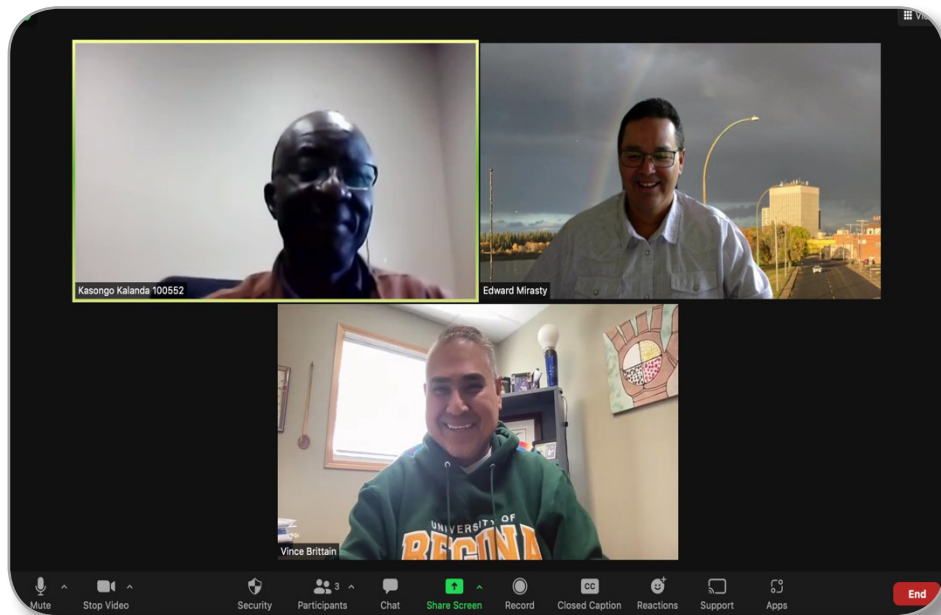 Kasongo Kalanda 100552
Edward Mirasty
UNIVERSITY OF
REGINA
Vince Brittain
Mute
Stop Video
Security
Participants
3
Chat
Share Screen
Record
CC
Closed Caption
Reactions
Support
Apps
End